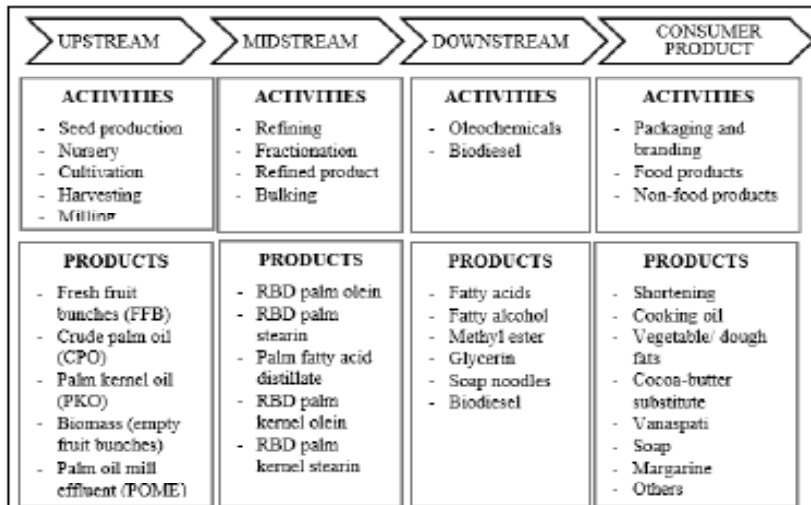 UPSTREAM
MIDSTREAM
DOWNSTREAM
CONSUMER
PRODUCT
ACTIVITIES
- Seed production
- Nursery
- Cultivation
- Harvesting
- Milling
ACTIVITIES
- Refining
- Fractionation
- Refined product
- Bulking
ACTIVITIES
- Oleochemicals
- Biodiesel
ACTIVITIES
- Packaging and
branding
- Food products
- Non-food products
PRODUCTS
- Fresh fruit
bunches (FFB)
- Crude palm oil
(CPO)
- Palm kernel oil
(PKO)
- Biomass (empty
fruit bunches)
- Palm oil mill
effluent (POME)
PRODUCTS
- RBD palm olein
- RBD palm
stearin
- Palm fatty acid
distillate
- RBD palm
kernel olein
- RBD palm
kernel stearin
PRODUCTS
- Fatty acids
- Fatty alcohol
- Methyl ester
- Glycerin
- Soap noodles
- Biodiesel
PRODUCTS
- Shortening
- Cooking oil
- Vegetable/ dough
fats
- Cocoa-butter
substitute
- Vanaspati
- Soap
- Margarine
- Others